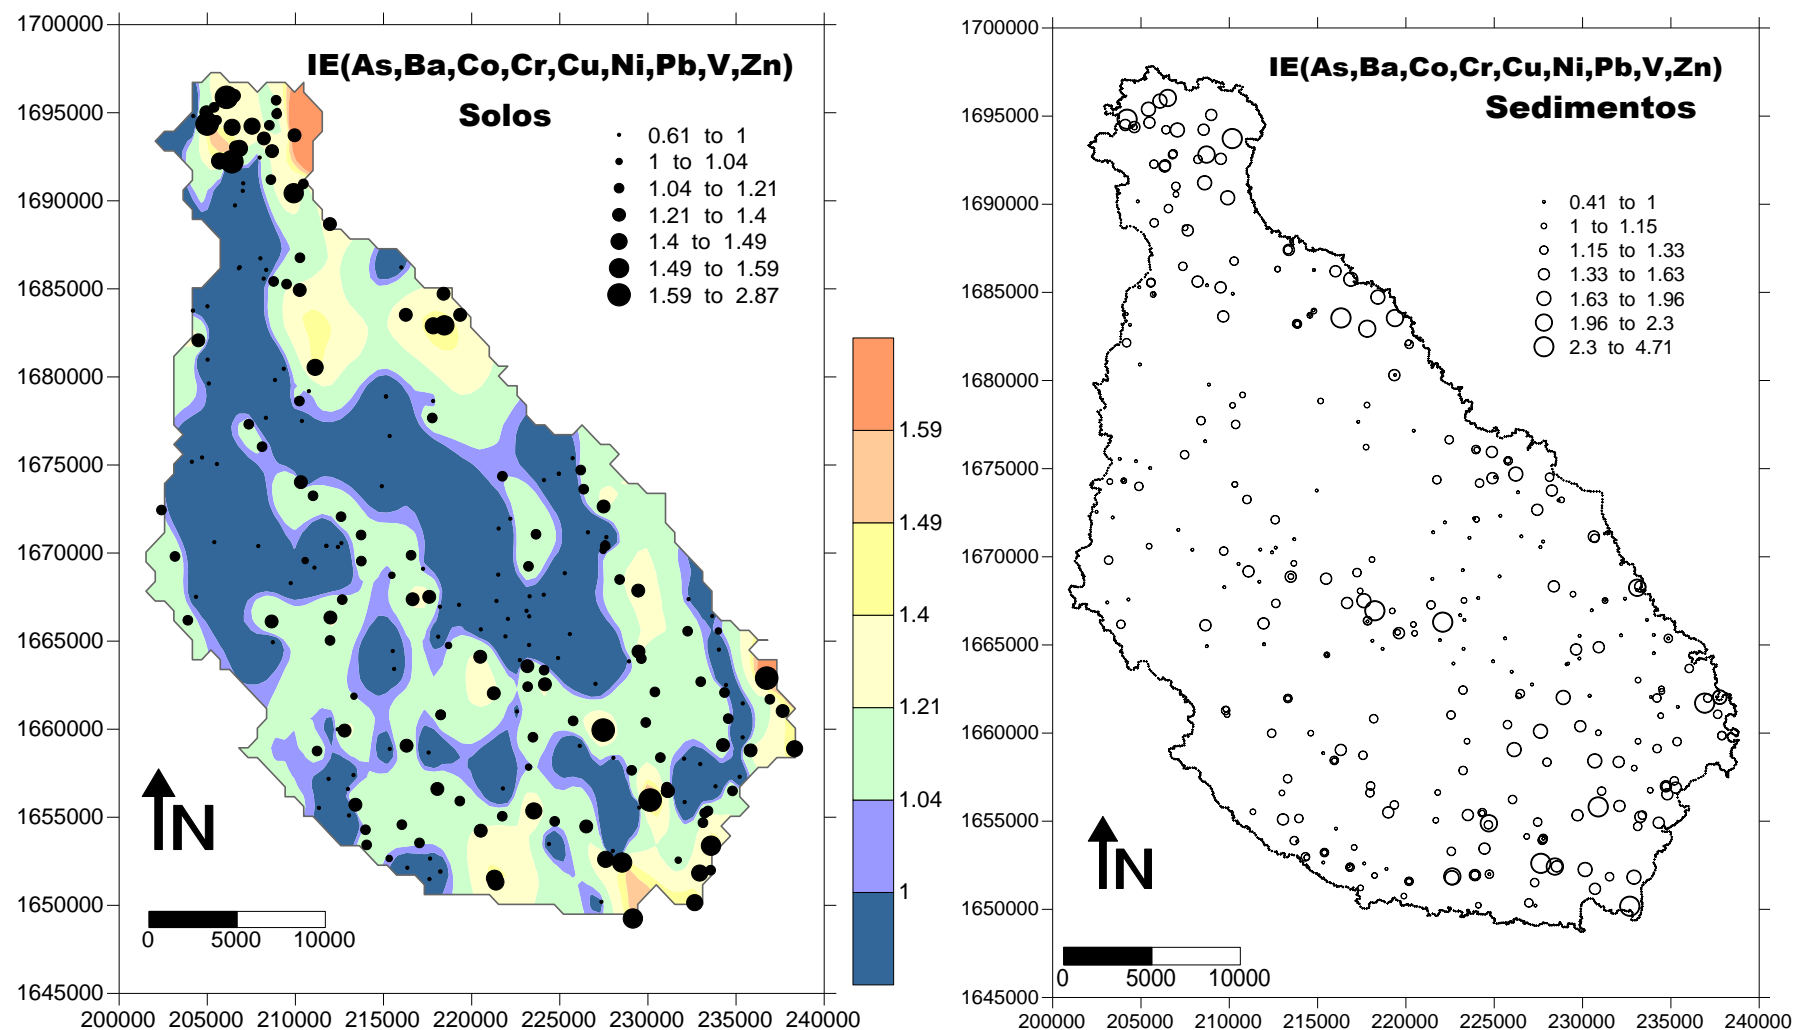 IE(As,Ba,Co,Cr,Cu,Ni,Pb,V,Zn)
Solos
0.61 to 1
1 to 1.04
1.04 to 1.21
1.21 to 1.4
1.4 to 1.49
1.49 to 1.59
1.59 to 2.87
1700000
1695000
1690000
1685000
1680000
1675000
1670000
1665000
1660000
1655000
1650000
1645000
200000 205000 210000 215000 220000 225000 230000 235000 240000
N
0 5000 10000
1.59
1.49
1.4
1.21
1.04
1
IE(As,Ba,Co,Cr,Cu,Ni,Pb,V,Zn)
Sedimentos
0.41 to 1
1 to 1.15
1.15 to 1.33
1.33 to 1.63
1.63 to 1.96
1.96 to 2.3
2.3 to 4.71
1700000
1695000
1690000
1685000
1680000
1675000
1670000
1665000
1660000
1655000
1650000
1645000
200000 205000 210000 215000 220000 225000 230000 235000 240000
N
0 5000 10000